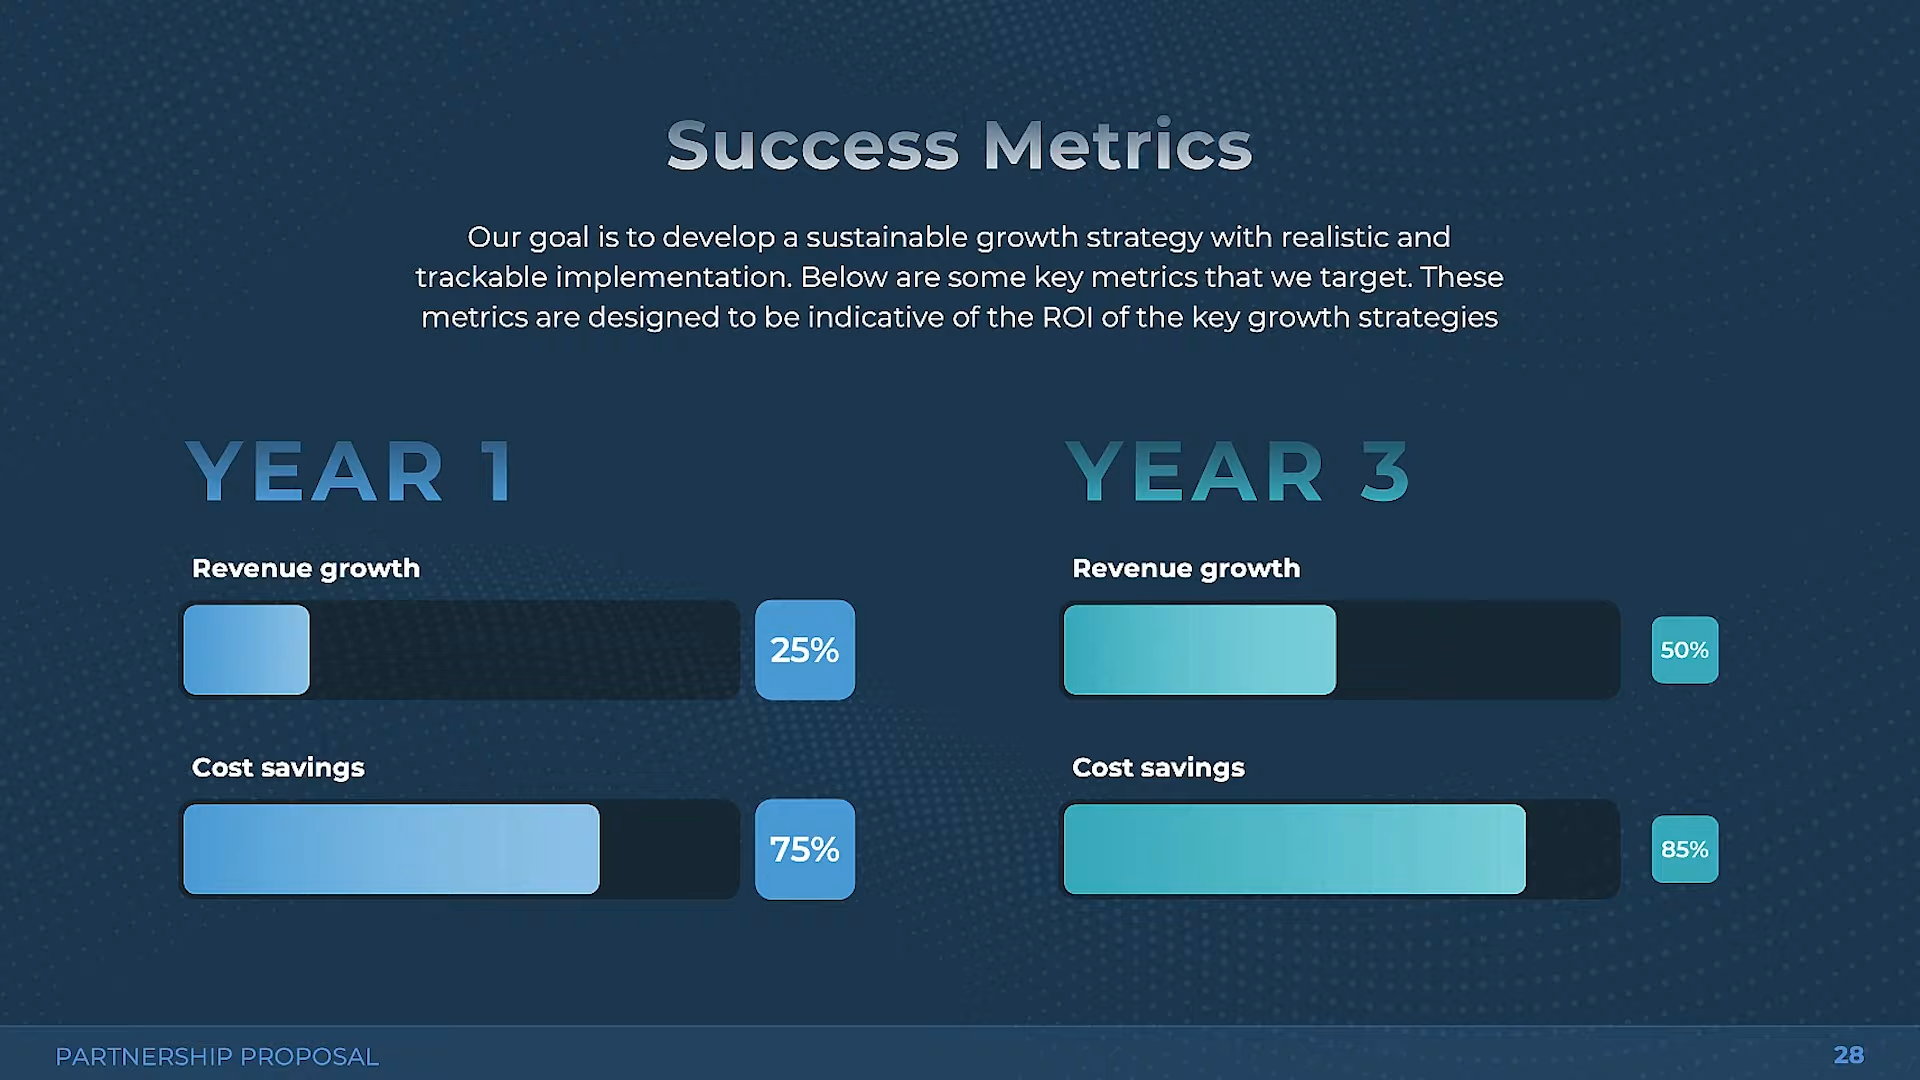 Success Metrics
Our goal is to develop a sustainable growth strategy with realistic and
trackable implementation. Below are some key metrics that we target. These
metrics are designed to be indicative of the ROI of the key growth strategies
YEAR 1
Revenue growth
25%
Cost savings
75%
YEAR 3
Revenue growth
50%
Cost savings
85%
PARTNERSHIP PROPOSAL
28